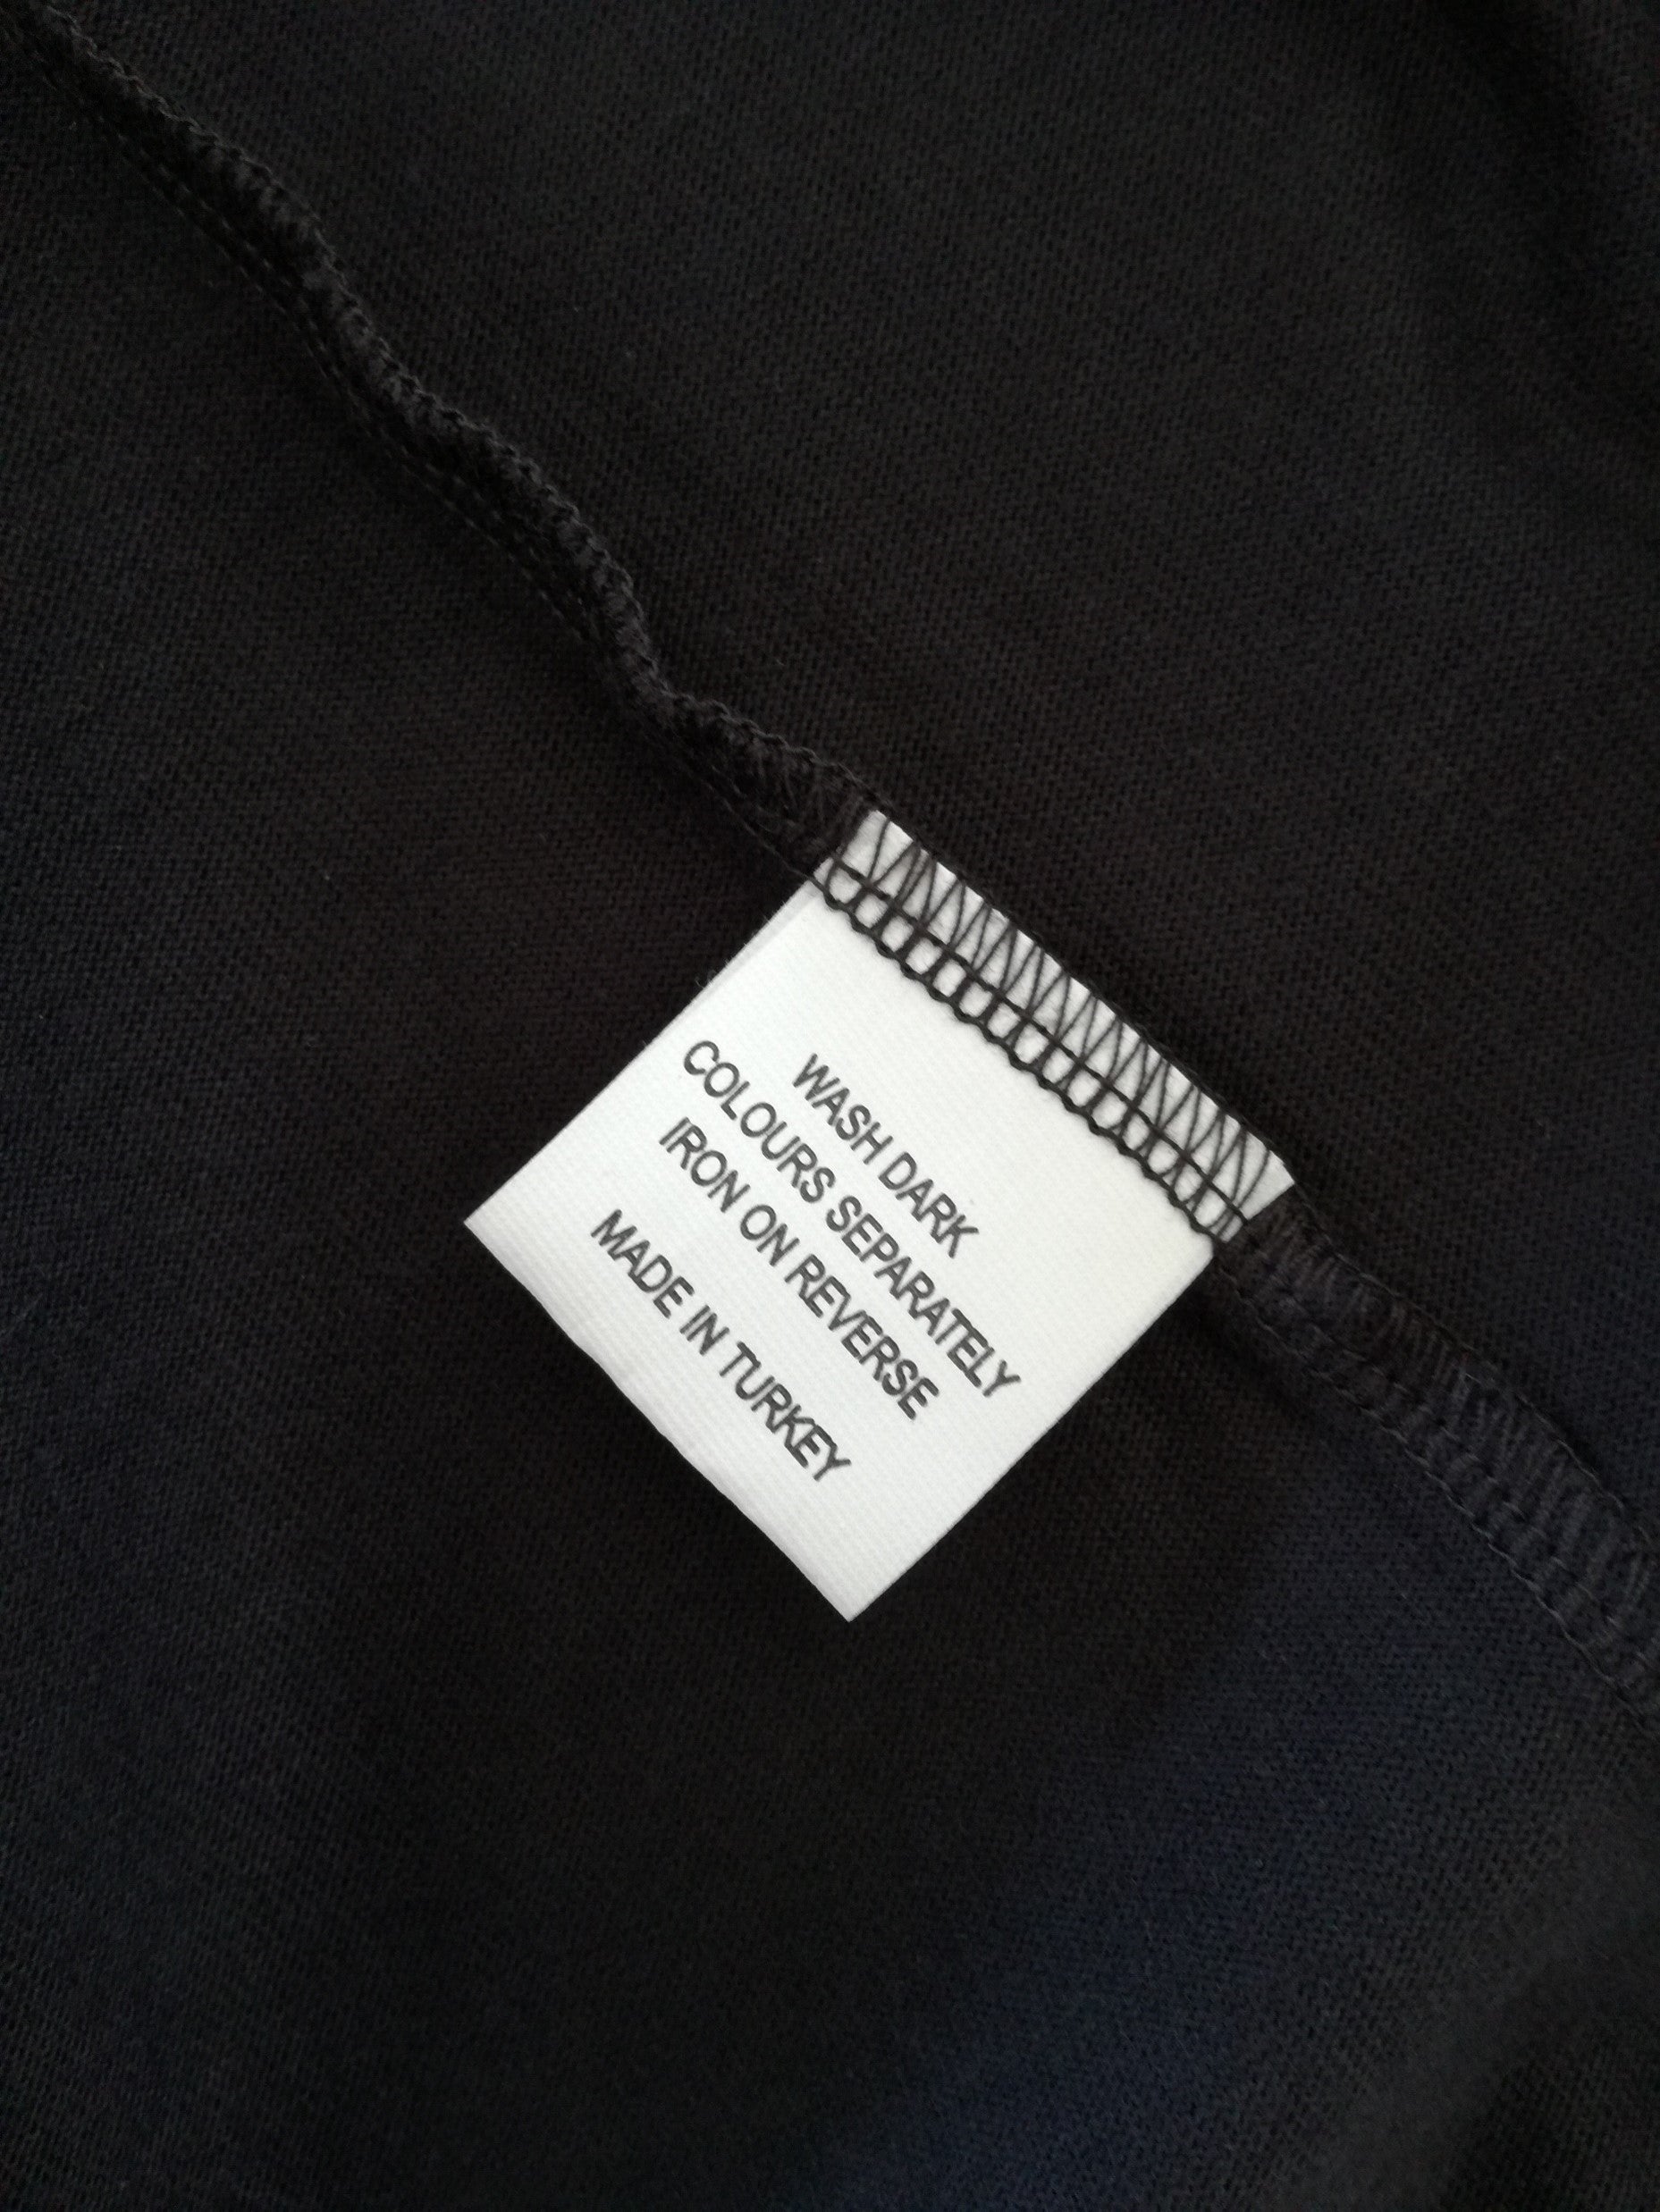 WASH DARK
COLOURS SEPARATELY
IRON ON REVERSE
MADE IN TURKEY